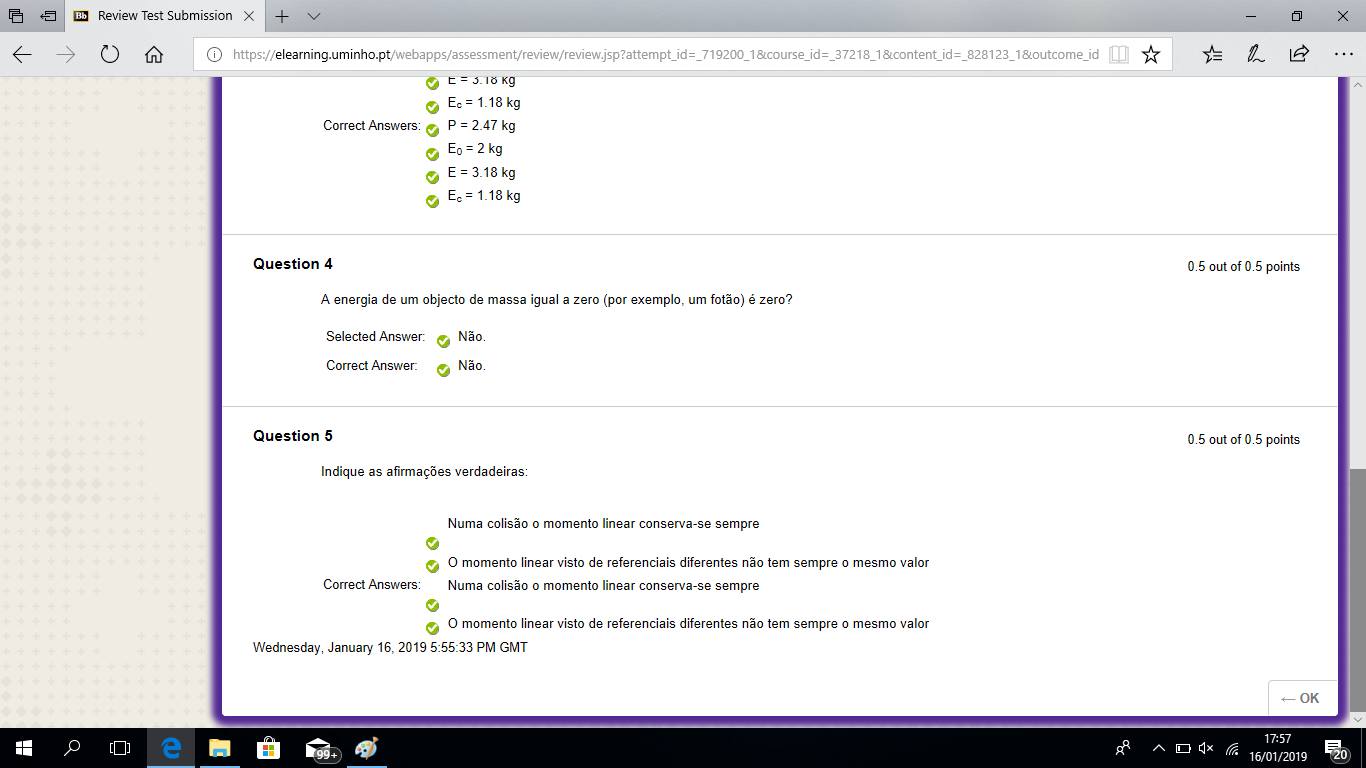 Review Test Submission
https://elearning.uminho.pt/webapps/assessment/review/review.jsp?attempt_id=_719200_1&course_id=_37218_1&content_id=_828123_1&outcome_id
E = 3.18 kg
Ec = 1.18 kg
Correct Answers: P = 2.47 kg
E0 = 2 kg
E = 3.18 kg
Ec = 1.18 kg
Question 4
0.5 out of 0.5 points
A energia de um objecto de massa igual a zero (por exemplo, um fotão) é zero?
Selected Answer: Não.
Correct Answer: Não.
Question 5
0.5 out of 0.5 points
Indique as afirmações verdadeiras:
Numa colisão o momento linear conserva-se sempre
O momento linear visto de referenciais diferentes não tem sempre o mesmo valor
Correct Answers: Numa colisão o momento linear conserva-se sempre
O momento linear visto de referenciais diferentes não tem sempre o mesmo valor
Wednesday, January 16, 2019 5:55:33 PM GMT
← OK
99+
17:57
16/01/2019
20